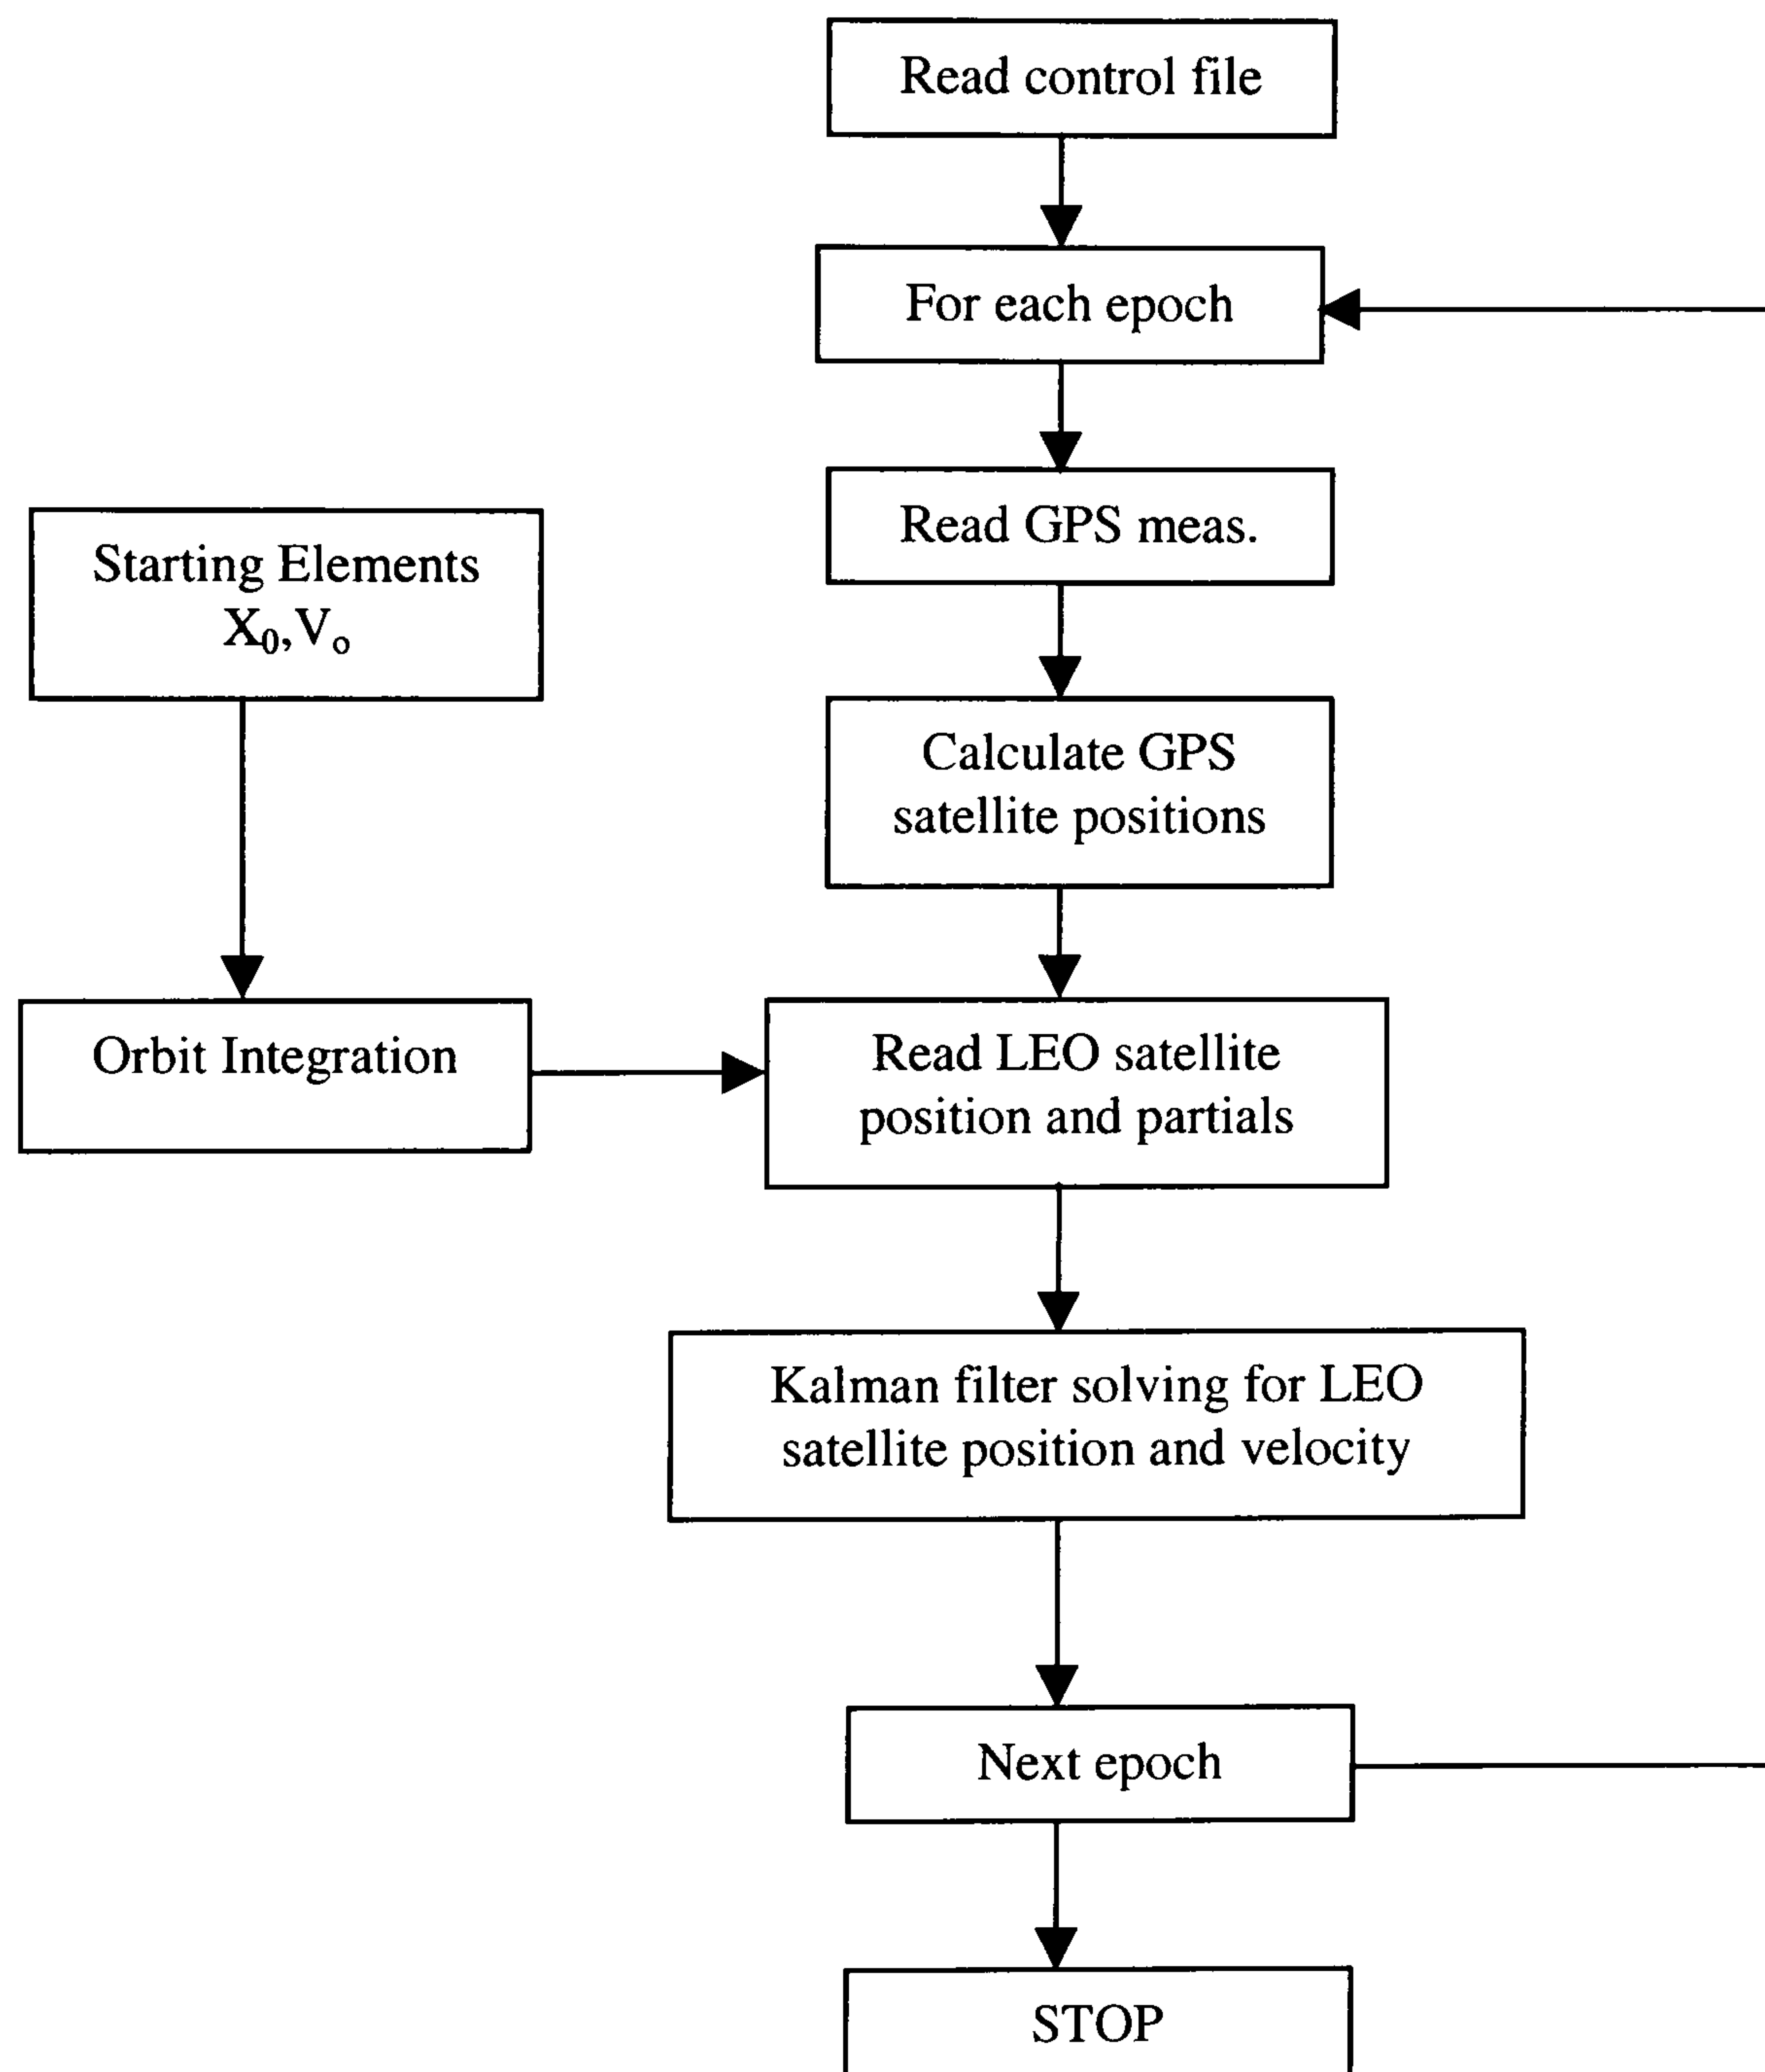 Read control file
For each epoch
Read GPS meas.
Starting Elements
X₀,Vₒ
Calculate GPS
satellite positions
Orbit Integration
Read LEO satellite
position and partials
Kalman filter solving for LEO
satellite position and velocity
Next epoch
STOP